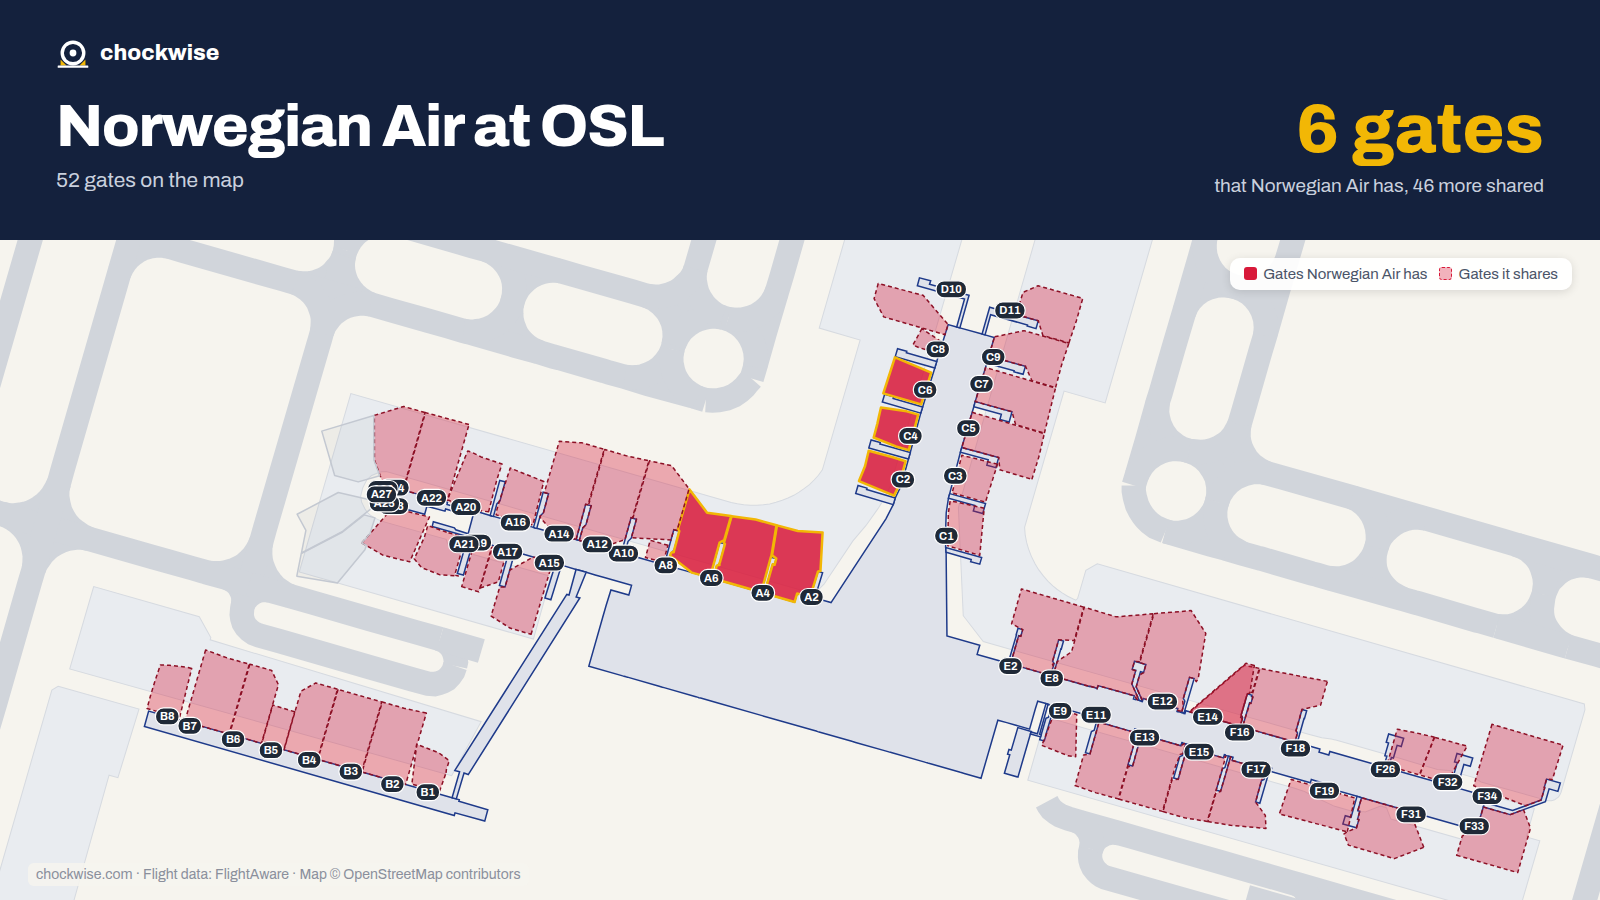 chockwise
Norwegian Air at OSL
52 gates on the map
6 gates
that Norwegian Air has, 46 more shared
Gates Norwegian Air has
Gates it shares
D10
D11
C8
C9
C6
C7
C4
C5
C2
C3
C1
A27
A22
A20
A16
A14
A12
A10
A8
A6
A4
A2
A21
A17
A15
B8
B7
B6
B5
B4
B3
B2
B1
E2
E8
E9
E11
E12
E13
E14
E15
F16
F17
F18
F19
F26
F31
F32
F33
F34
chockwise.com · Flight data: FlightAware · Map © OpenStreetMap contributors